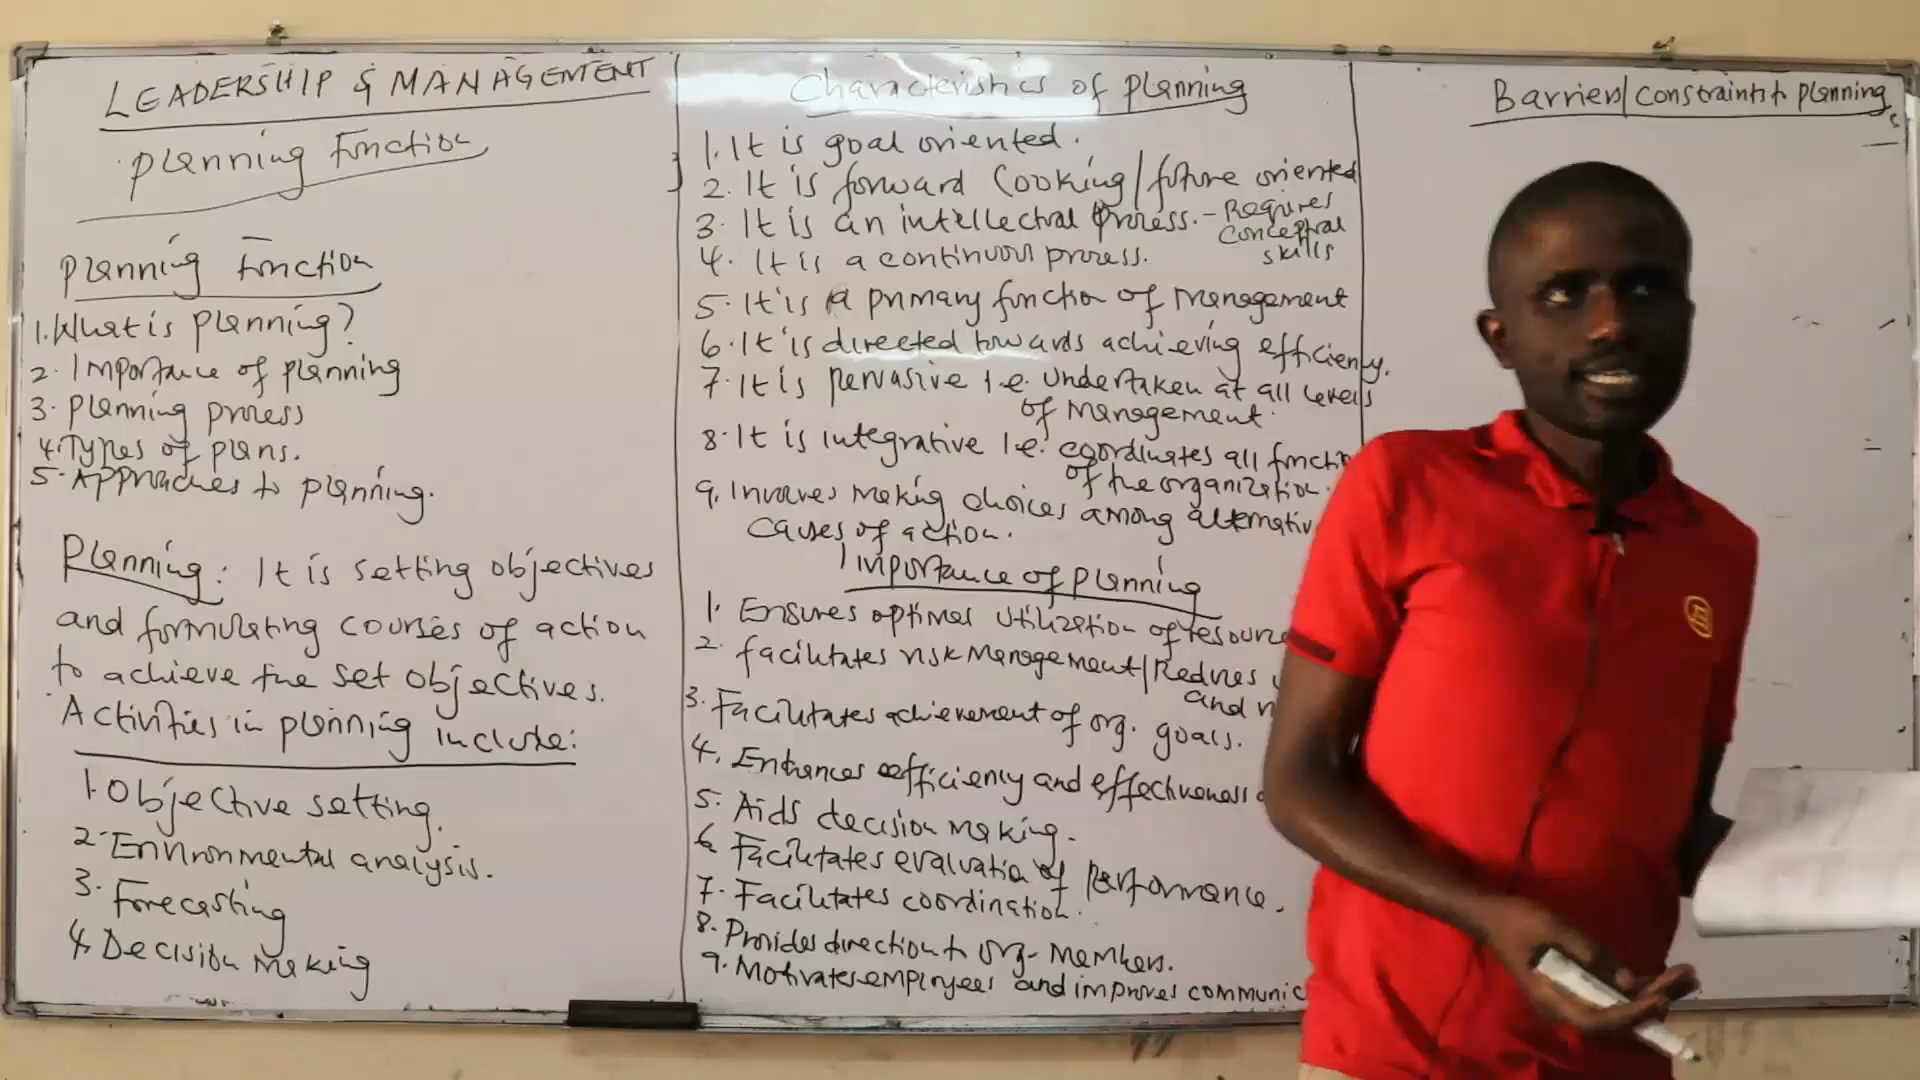 LEADERSHIP & MANAGEMENT
Planning Function
Planning Function
1. What is planning?
2. Importance of planning
3. Planning process
4. Types of plans.
5. Approaches to planning.
Planning: It is setting objectives
and formulating courses of action
to achieve the set objectives.
Activities in planning include:
1. Objective setting.
2. Environmental analysis.
3. Forecasting
4. Decision making
Characteristics of planning
1. It is goal oriented.
2. It is forward looking/future oriented
3. It is an intellectual process. - Requires
conceptual
skills
4. It is a continuous process.
5. It is a primary function of management
6. It is directed towards achieving efficiency.
7. It is pervasive i.e. undertaken at all levels
of management.
8. It is integrative i.e. coordinates all
of the organization.
9. Involves making choices among
causes of action.
Importance of planning
1. Ensures optimal utilization of
2. facilitates risk management/Reduces
and
3. Facilitates achievement of org. goals.
4. Enhances efficiency and effectiveness
5. Aids decision making.
6 Facilitates evaluation of performance.
7. Facilitates coordination.
8. Provides direction to org- members.
9. Motivates employees and improves
Barriers/constraints to planning